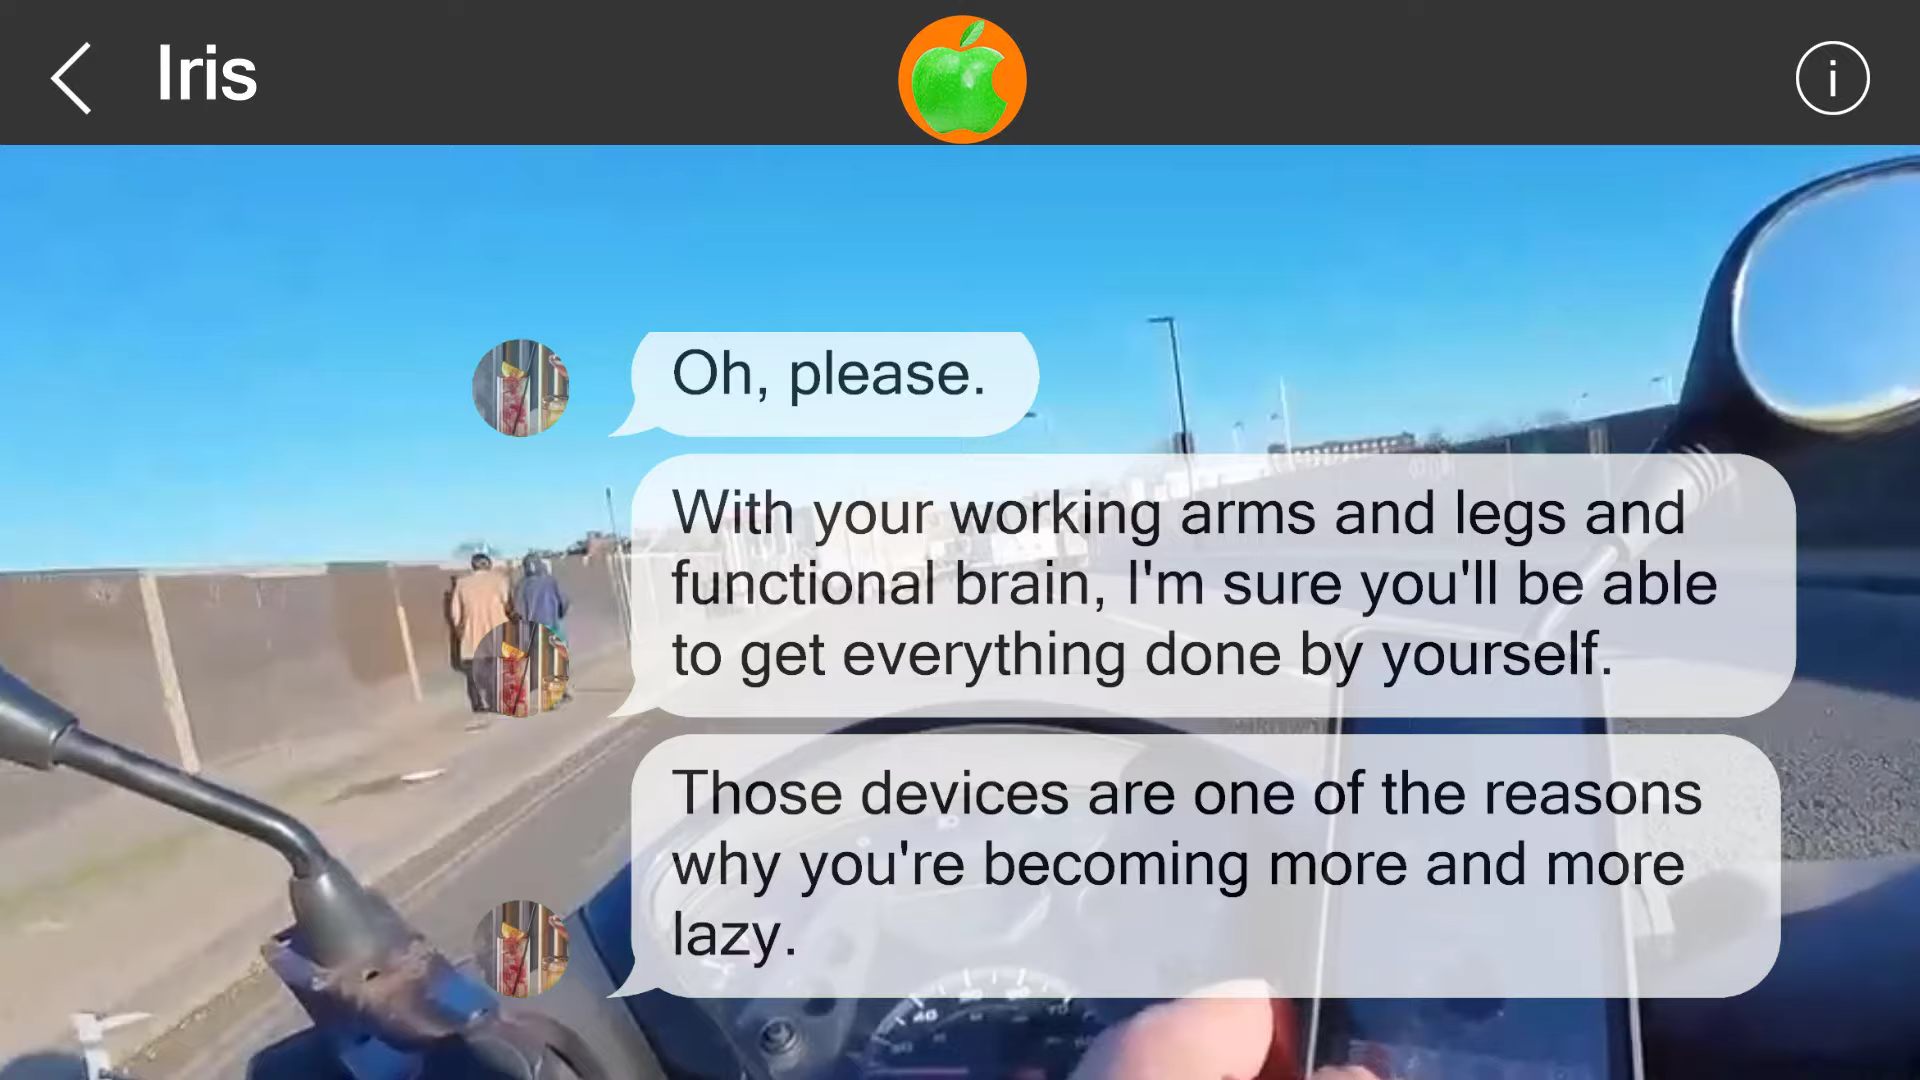 Iris
i
Oh, please.
With your working arms and legs and
functional brain, I'm sure you'll be able
to get everything done by yourself.
Those devices are one of the reasons
why you're becoming more and more
lazy.